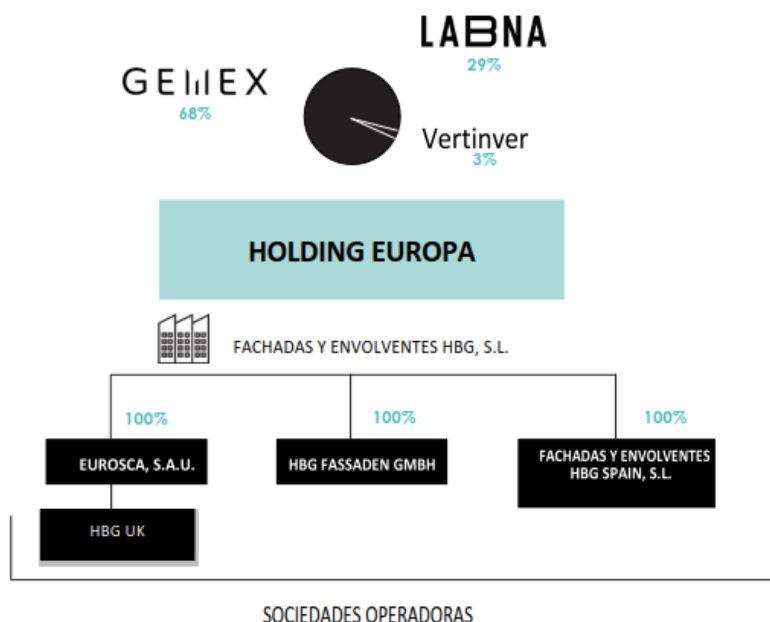 LABNA
29%
GEMEX
68%
Vertinver
3%
HOLDING EUROPA
FACHADAS Y ENVOLVENTES HBG, S.L.
100%
100%
100%
EUROSCA, S.A.U.
HBG FASSADEN GMBH
FACHADAS Y ENVOLVENTES
HBG SPAIN, S.L.
HBG UK
SOCIEDADES OPERADORAS